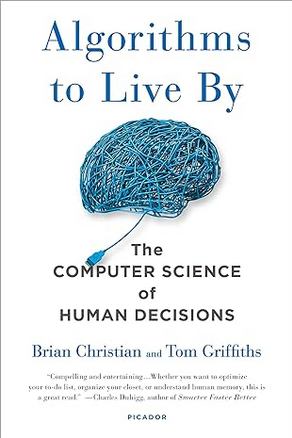 Algorithms
to Live By
The
COMPUTER SCIENCE
of
HUMAN DECISIONS
Brian Christian and Tom Griffiths
“Compelling and entertaining...Whether you want to optimize
your to-do list, organize your closet, or understand human memory, this is
a great read.” —Charles Duhigg, author of Smarter Faster Better
PICADOR